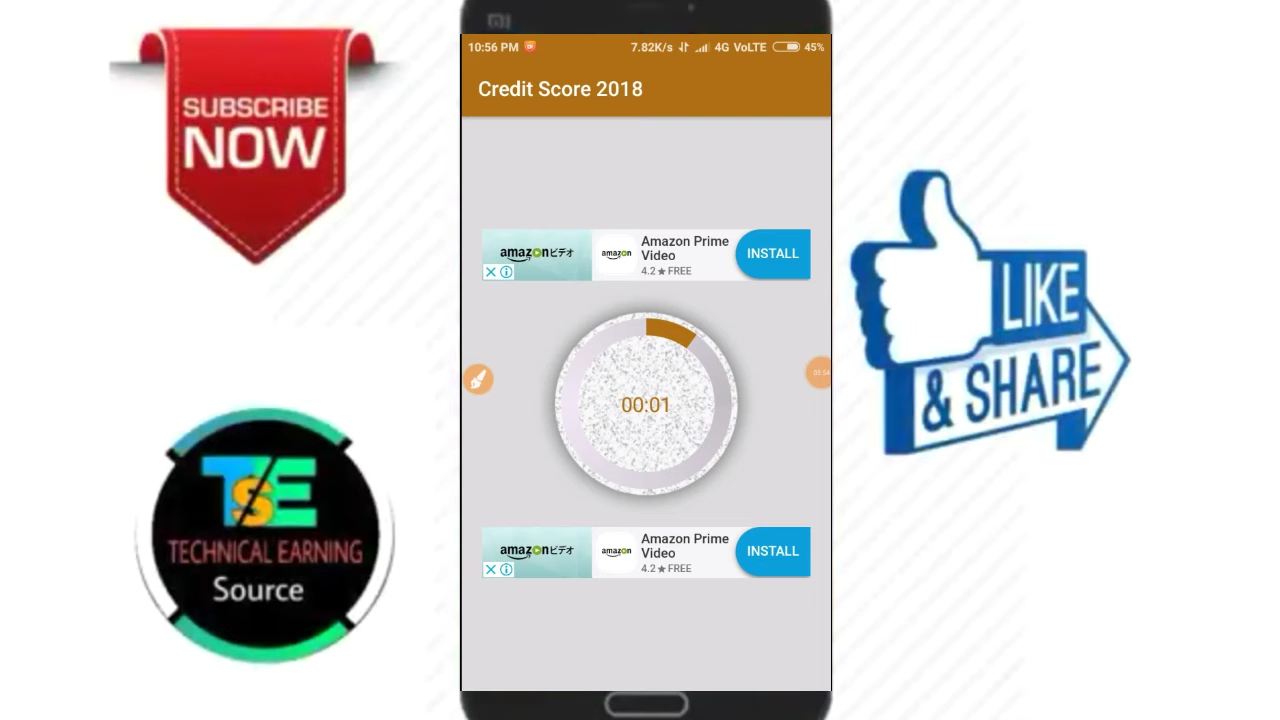 SUBSCRIBE
NOW
TSE
TECHNICAL EARNING
Source
mi
10:56 PM
7.82K/s 4G VoLTE 45%
Credit Score 2018
amazonビデオ
amazon
Amazon Prime
Video
4.2★FREE
INSTALL
00:01
amazonビデオ
amazon
Amazon Prime
Video
4.2★FREE
INSTALL
LIKE
& SHARE